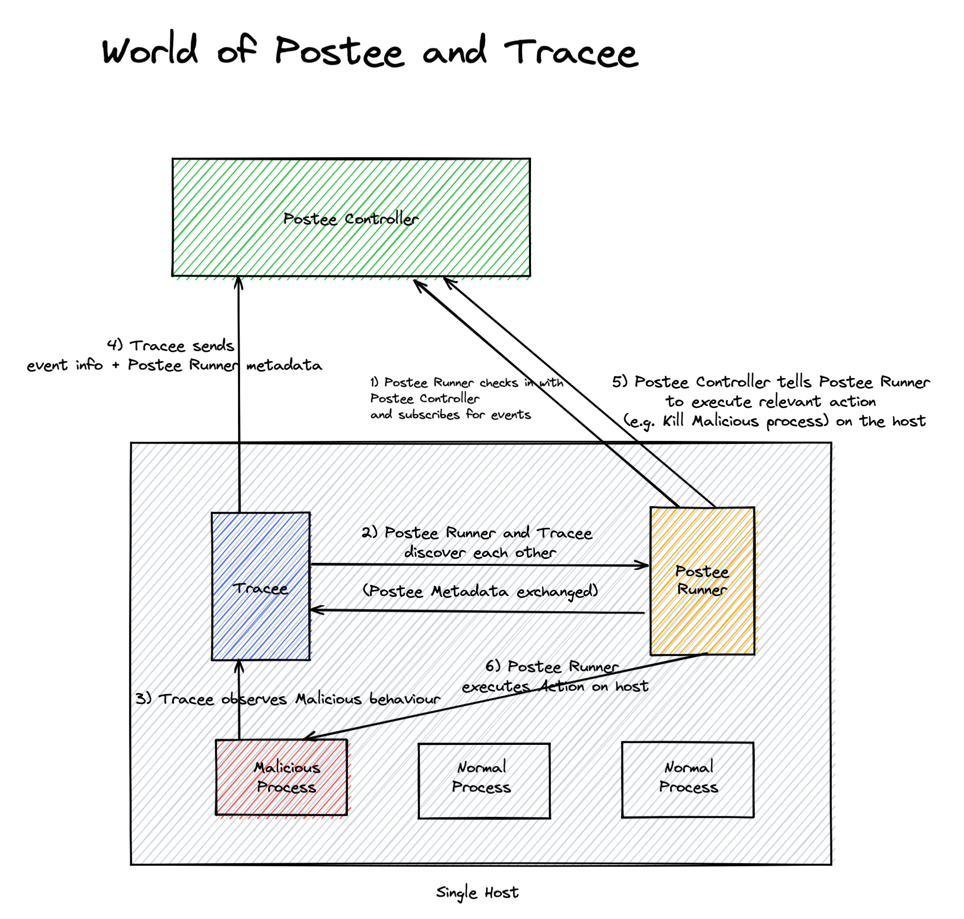 World of Postee and Tracee
Postee Controller
4) Tracee sends
event info + Postee Runner metadata
1) Postee Runner checks in with
Postee Controller
and subscribes for events
5) Postee Controller tells Postee Runner
to execute relevant action
(e.g. Kill Malicious process) on the host
2) Postee Runner and Tracee
discover each other
(Postee Metadata exchanged)
Tracee
Postee
Runner
6) Postee Runner
executes Action on host
3) Tracee observes Malicious behaviour
Malicious
Process
Normal
Process
Normal
Process
Single Host